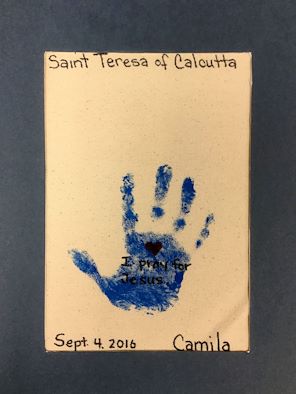 Saint Teresa of Calcutta
I pray for
Jesus.
Sept. 4. 2016
Camila